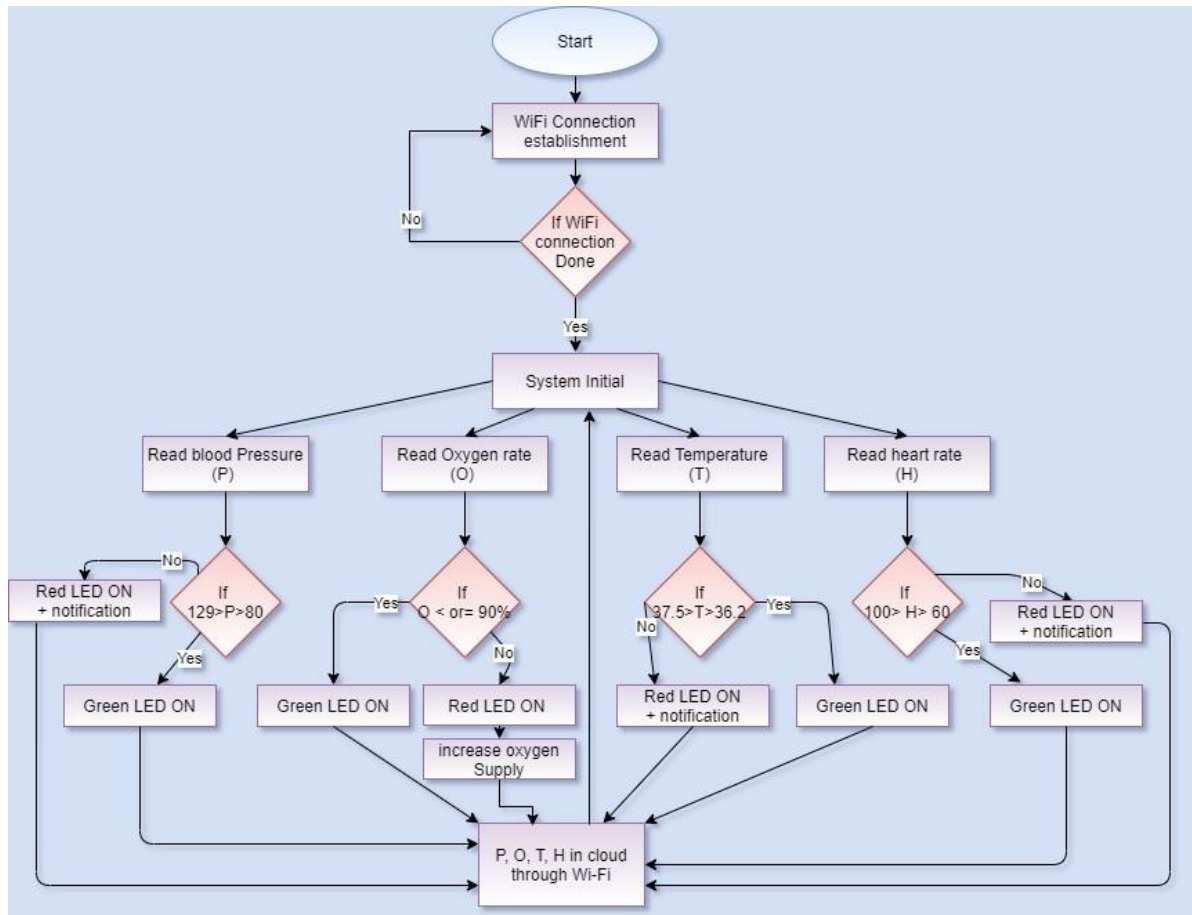 Start
WiFi Connection
establishment
No
If WiFi
connection
Done
Yes
System Initial
Read blood Pressure
(P)
Read Oxygen rate
(O)
Read Temperature
(T)
Read heart rate
(H)
No
Red LED ON
+ notification
If
129>P>80
Yes
Green LED ON
Yes
If
O < or= 90%
No
Green LED ON
Red LED ON
increase oxygen
Supply
If
37.5>T>36.2
No
Yes
Red LED ON
+ notification
Green LED ON
If
100> H> 60
No
Red LED ON
+ notification
Yes
Green LED ON
P, O, T, H in cloud
through Wi-Fi